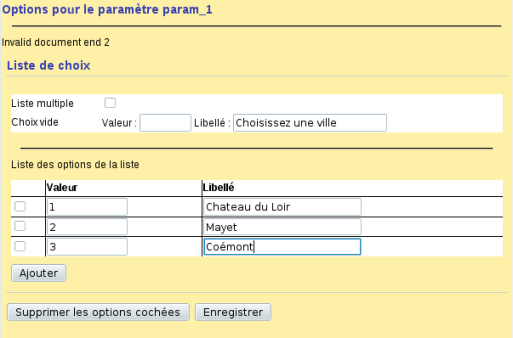 Options pour le paramètre param_1
Invalid document end 2
Liste de choix
Liste multiple
Choix vide Valeur : Libellé : Choisissez une ville
Liste des options de la liste
Valeur Libellé
1 Chateau du Loir
2 Mayet
3 Coémont
Ajouter
Supprimer les options cochées Enregistrer